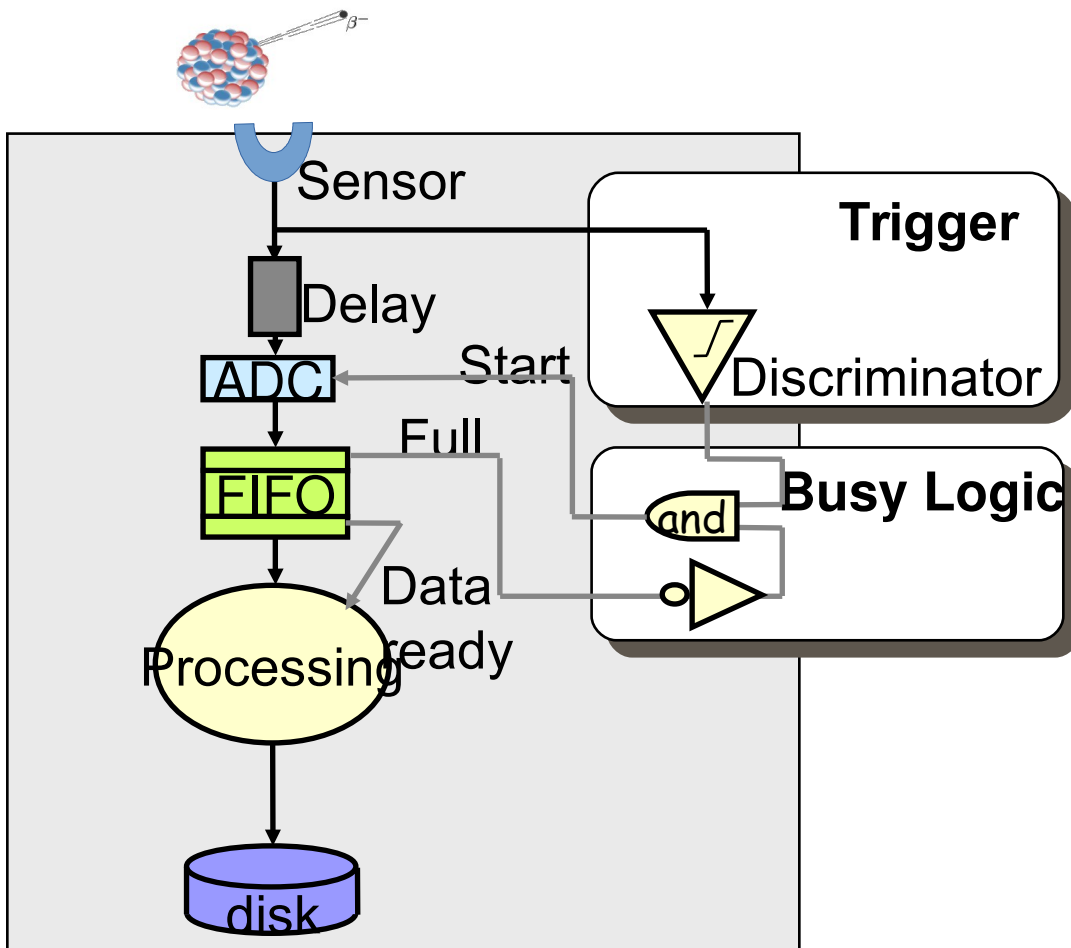 β⁻
Sensor
Trigger
Delay
Start
ADC
Discriminator
Full
FIFO
Busy Logic
and
Data
ready
Processing
disk